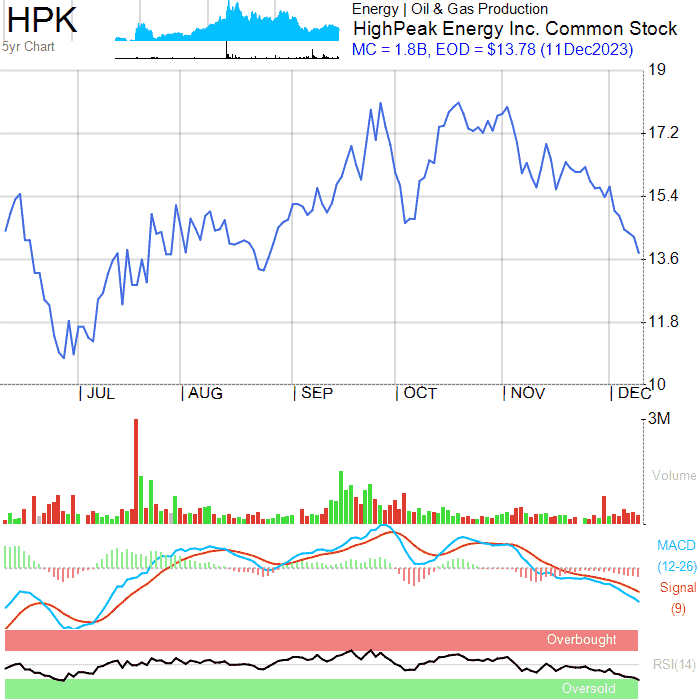 HPK
5yr Chart
Energy | Oil & Gas Production
HighPeak Energy Inc. Common Stock
MC = 1.8B, EOD = $13.78 (11Dec2023)
19
17.2
15.4
13.6
11.8
10
| JUL | AUG | SEP | OCT | NOV | DEC
3M
Volume
MACD
(12-26)
Signal
(9)
Overbought
RSI(14)
Oversold